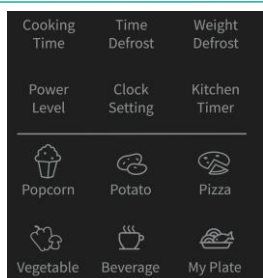 Cooking Time Weight
Time Defrost Defrost
Power Clock Kitchen
Level Setting Timer
Popcorn Potato Pizza
Vegetable Beverage My Plate